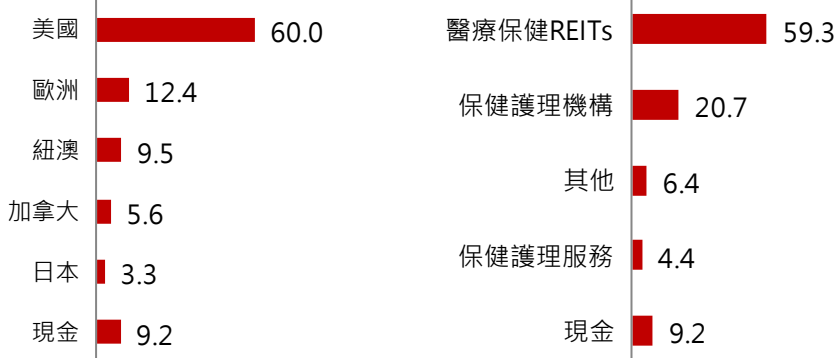 美國 60.0
歐洲 12.4
紐澳 9.5
加拿大 5.6
日本 3.3
現金 9.2
醫療保健REITs 59.3
保健護理機構 20.7
其他 6.4
保健護理服務 4.4
現金 9.2